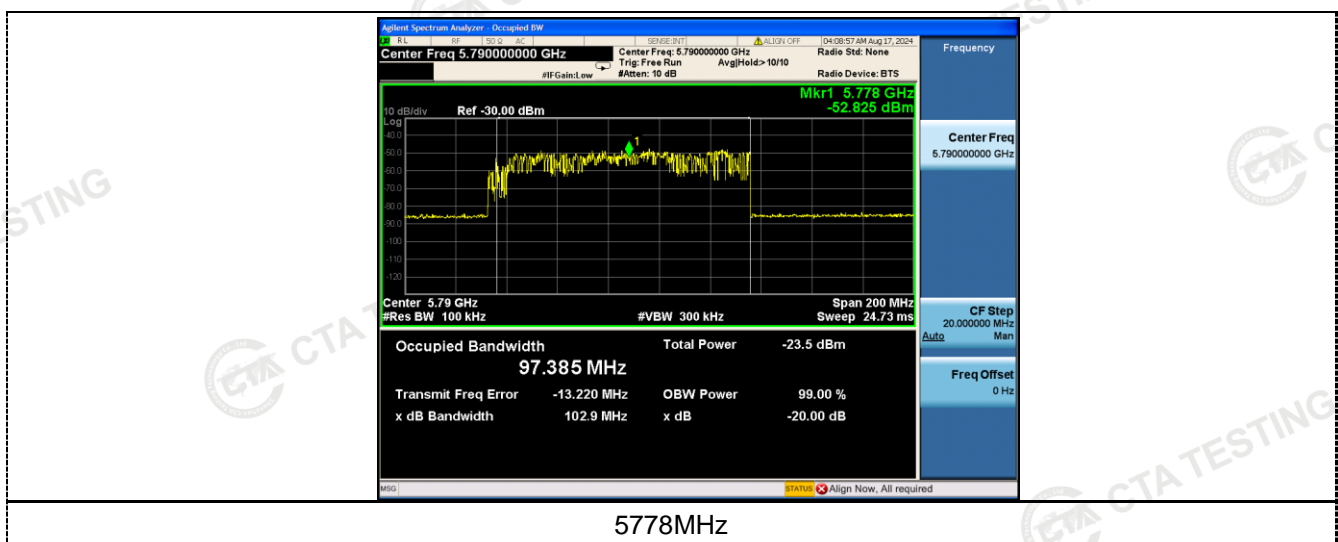 Agilent Spectrum Analyzer - Occupied BW
RL RF 50 Ω AC SENSE:INT ALIGN OFF 04:08:57 AM Aug 17, 2024
Center Freq 5.790000000 GHz
Center Freq: 5.790000000 GHz Radio Std: None
Trig: Free Run Avg|Hold:>10/10
#IFGain:Low #Atten: 10 dB Radio Device: BTS
Frequency
Mkr1 5.778 GHz
-52.825 dBm
10 dB/div Ref -30.00 dBm
Log
-40.0
1
-50.0
-60.0
-70.0
-80.0
-90.0
-100
-110
-120
Center 5.79 GHz Span 200 MHz
#Res BW 100 kHz #VBW 300 kHz Sweep 24.73 ms
Center Freq
5.790000000 GHz
CF Step
20.000000 MHz
Auto Man
Freq Offset
0 Hz
Occupied Bandwidth Total Power -23.5 dBm
97.385 MHz
Transmit Freq Error -13.220 MHz OBW Power 99.00 %
x dB Bandwidth 102.9 MHz x dB -20.00 dB
MSG STATUS Align Now, All required
5778MHz
ESTING
CTA
CTA TESTING